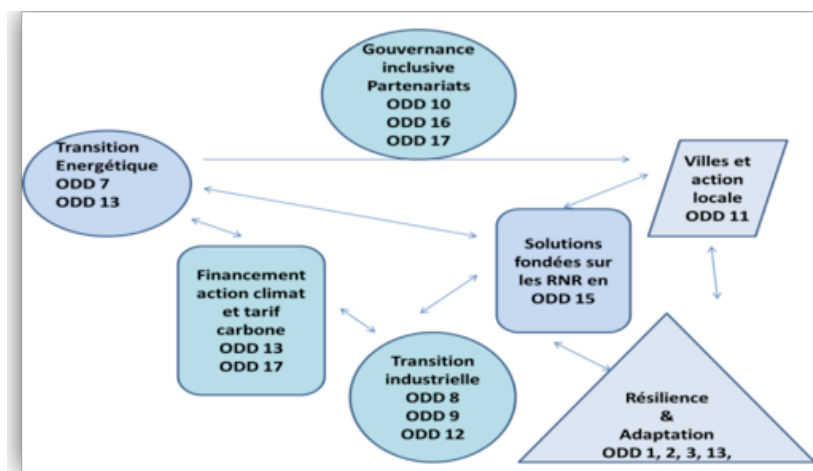 Gouvernance
inclusive
Partenariats
ODD 10
ODD 16
ODD 17
Transition
Energétique
ODD 7
ODD 13
Villes et
action
locale
ODD 11
Solutions
fondées sur
les RNR en
ODD 15
Financement
action climat
et tarif
carbone
ODD 13
ODD 17
Transition
industrielle
ODD 8
ODD 9
ODD 12
Résilience
&
Adaptation
ODD 1, 2, 3, 13,